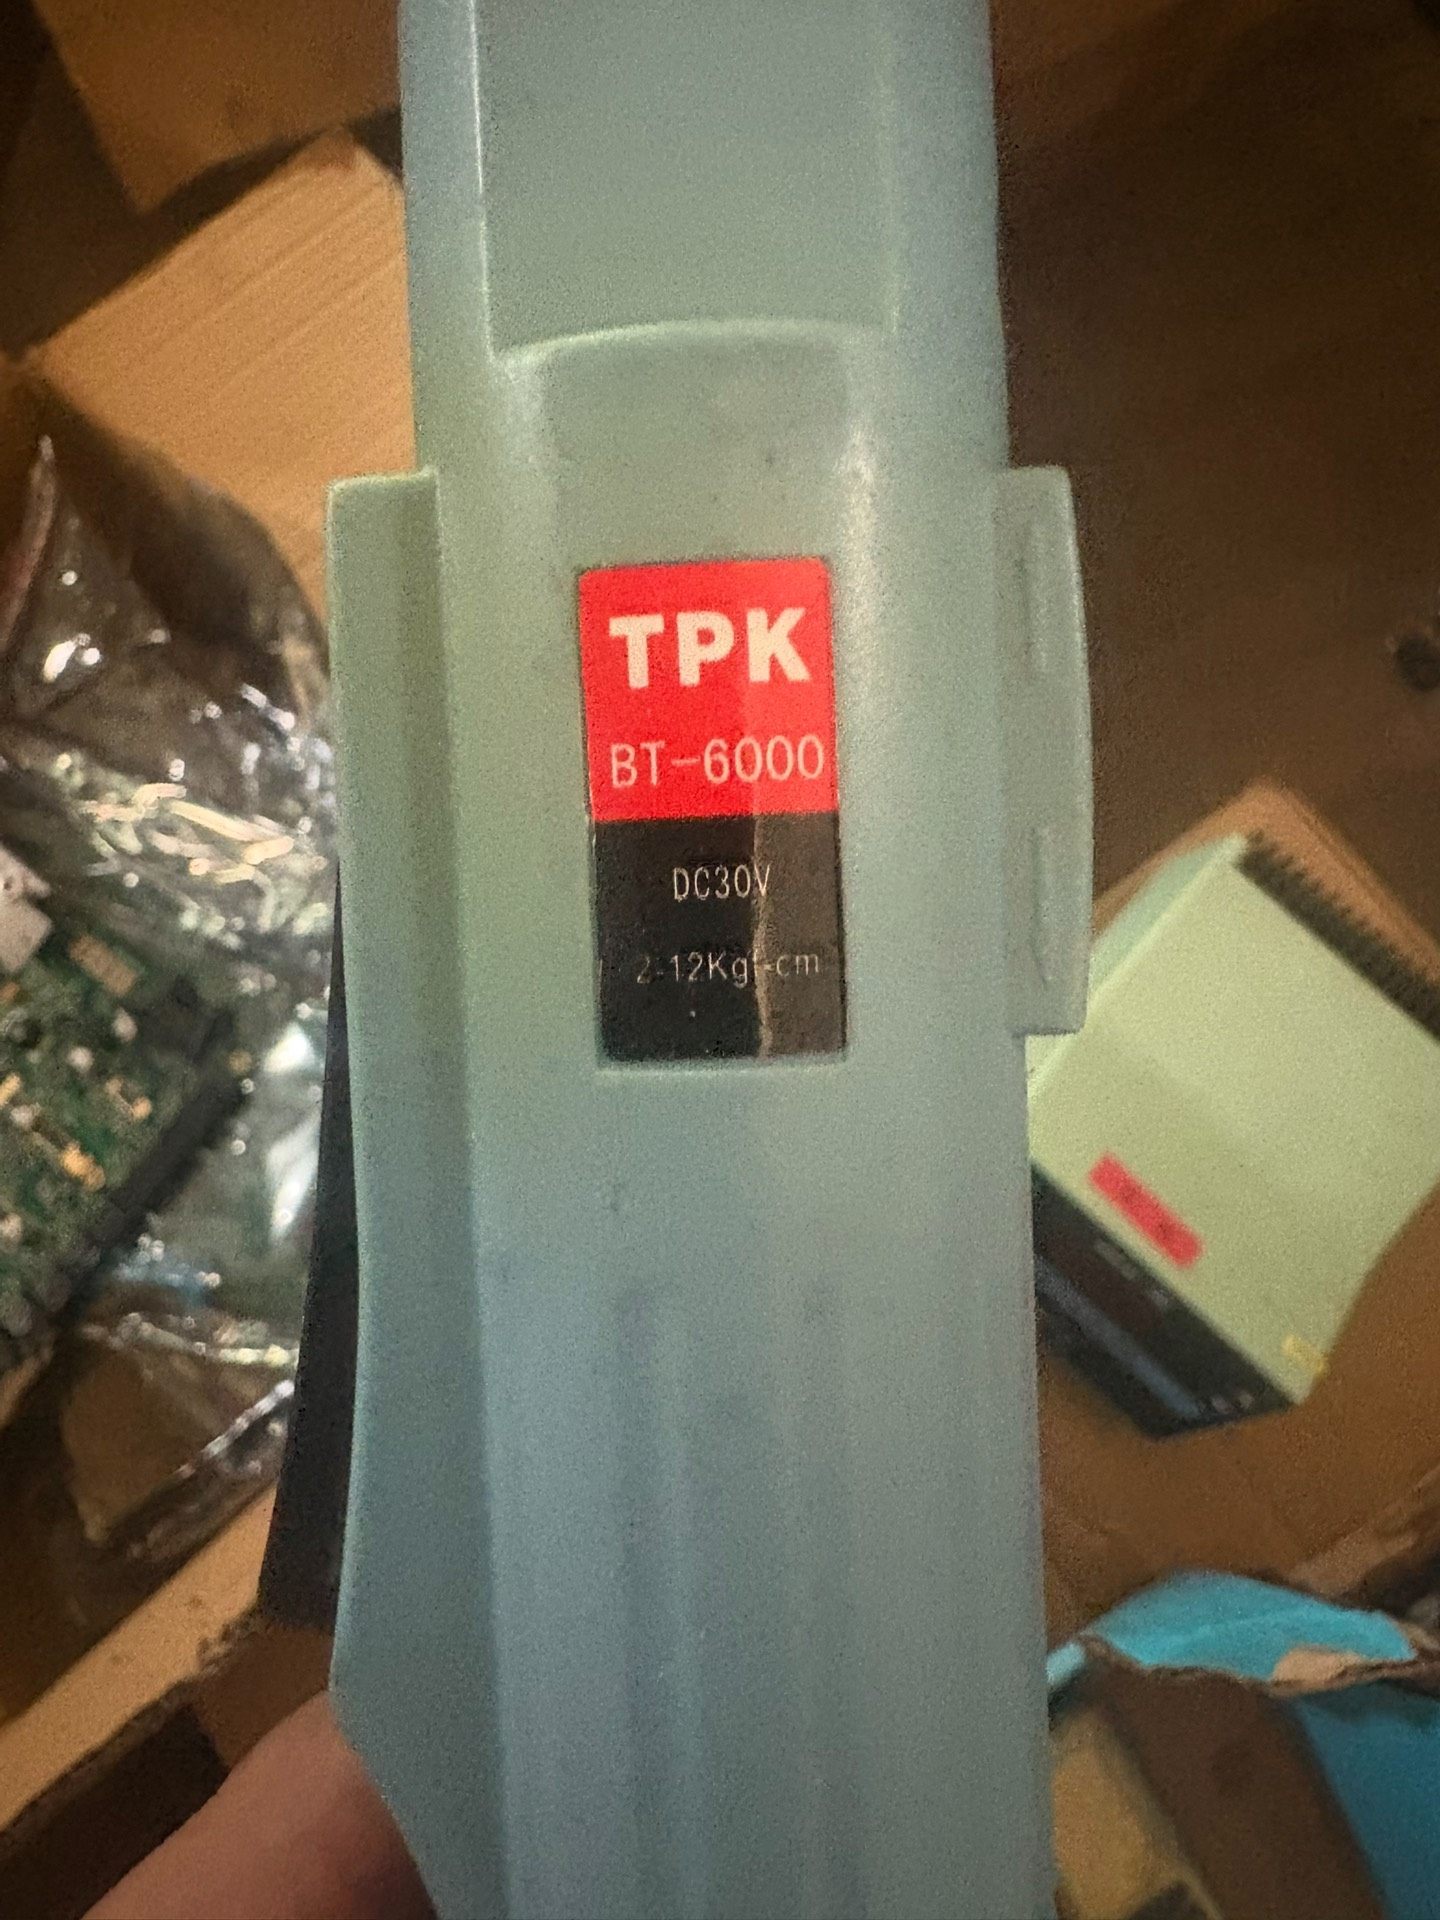 TPK
BT-6000
DC30V
2-12Kgf-cm